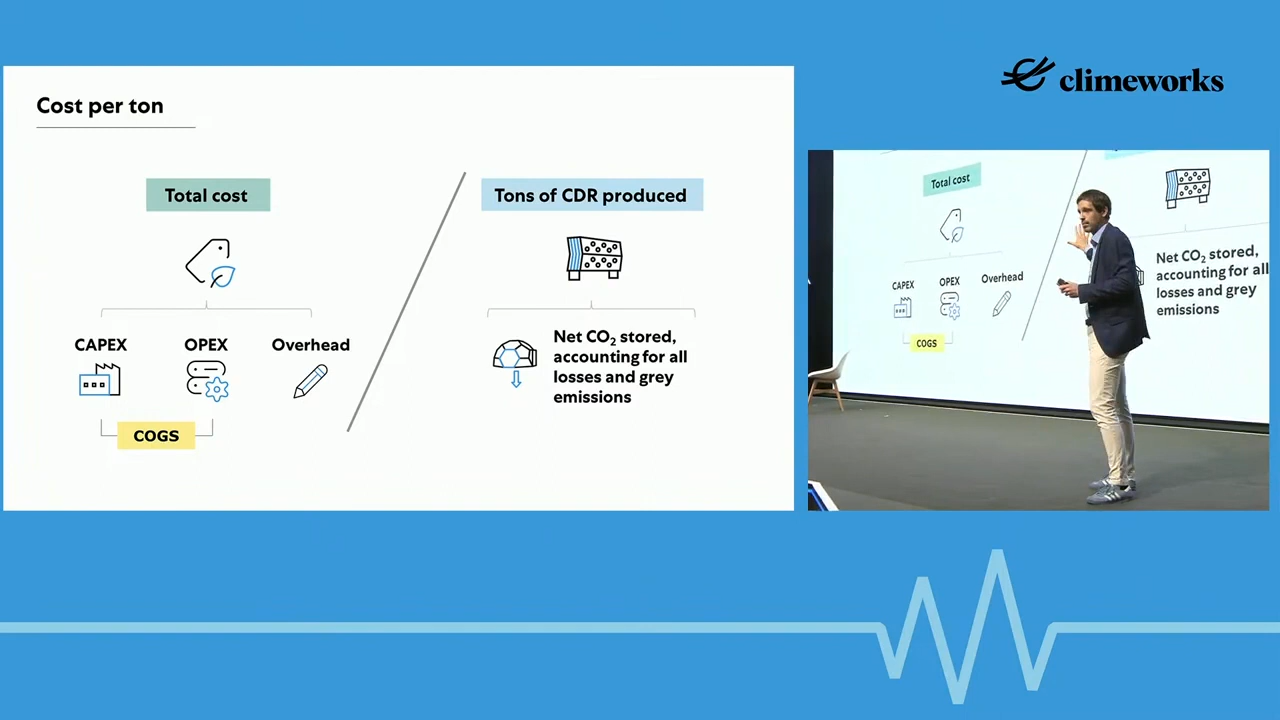 climeworks
Cost per ton
Total cost
Tons of CDR produced
CAPEX
OPEX
Overhead
COGS
Net CO₂ stored,
accounting for all
losses and grey
emissions
Total cost
CAPEX
OPEX
Overhead
COGS
Net CO₂ stored,
accounting for all
losses and grey
emissions